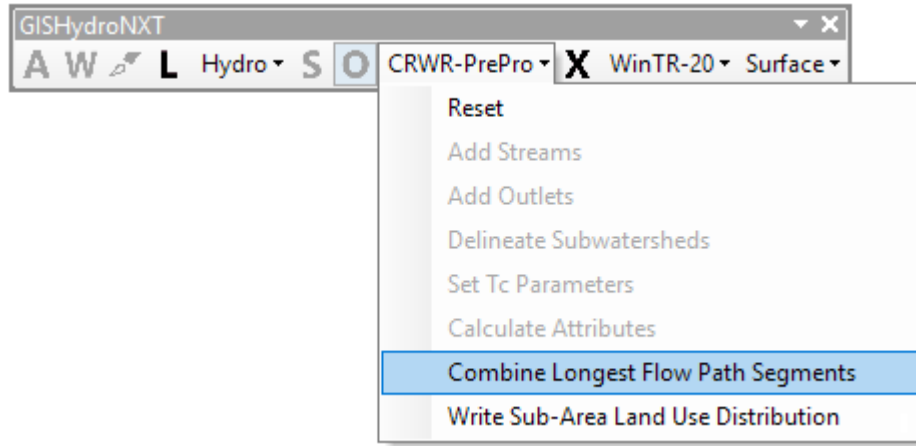 GISHydroNXT
A W L Hydro S O CRWR-PrePro X WinTR-20 Surface
Reset
Add Streams
Add Outlets
Delineate Subwatersheds
Set Tc Parameters
Calculate Attributes
Combine Longest Flow Path Segments
Write Sub-Area Land Use Distribution